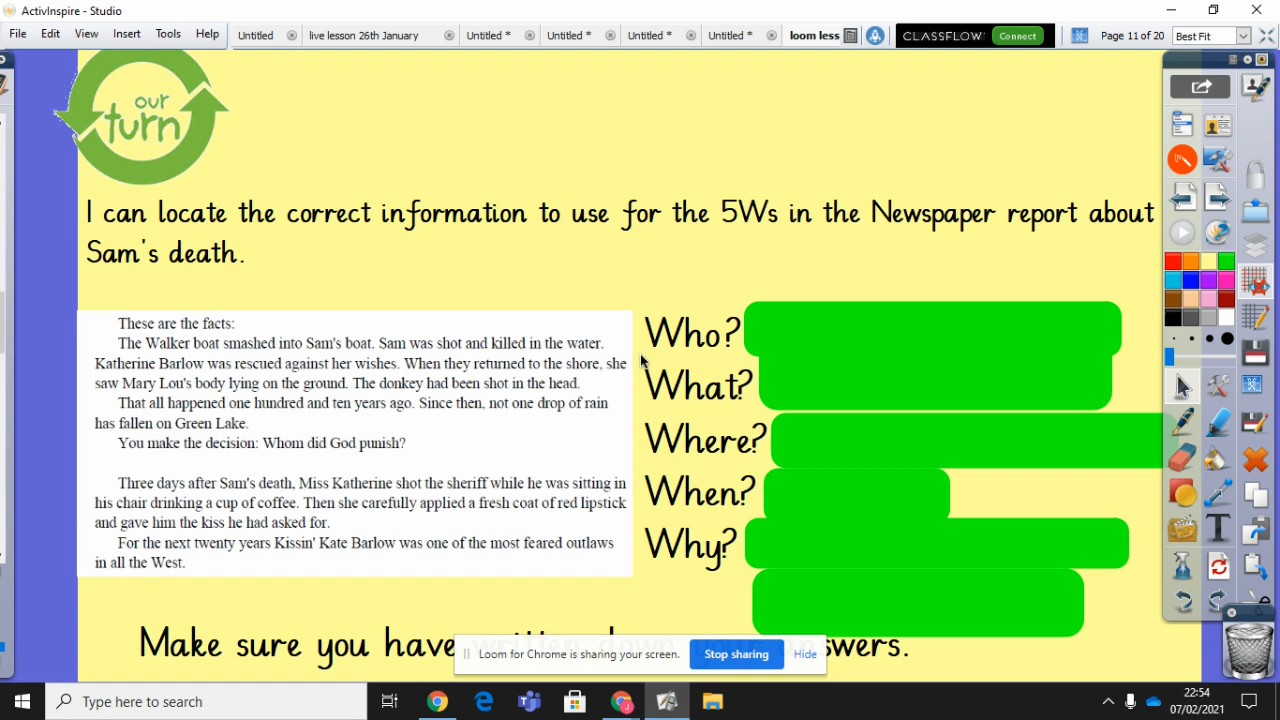 ActivInspire - Studio
File Edit View Insert Tools Help
Untitled live lesson 26th January Untitled * Untitled * Untitled * Untitled * loom less CLASSFLOW Connect Page 11 of 20 Best Fit
our
turn
I can locate the correct information to use for the 5Ws in the Newspaper report about
Sam's death.
These are the facts:
The Walker boat smashed into Sam's boat. Sam was shot and killed in the water.
Katherine Barlow was rescued against her wishes. When they returned to the shore, she
saw Mary Lou's body lying on the ground. The donkey had been shot in the head.
That all happened one hundred and ten years ago. Since then, not one drop of rain
has fallen on Green Lake.
You make the decision: Whom did God punish?
Three days after Sam's death, Miss Katherine shot the sheriff while he was sitting in
his chair drinking a cup of coffee. Then she carefully applied a fresh coat of red lipstick
and gave him the kiss he had asked for.
For the next twenty years Kissin' Kate Barlow was one of the most feared outlaws
in all the West.
Who?
What?
Where?
When?
Why?
Make sure you have written down your answers.
Loom for Chrome is sharing your screen. Stop sharing Hide
Type here to search
22:54
07/02/2021